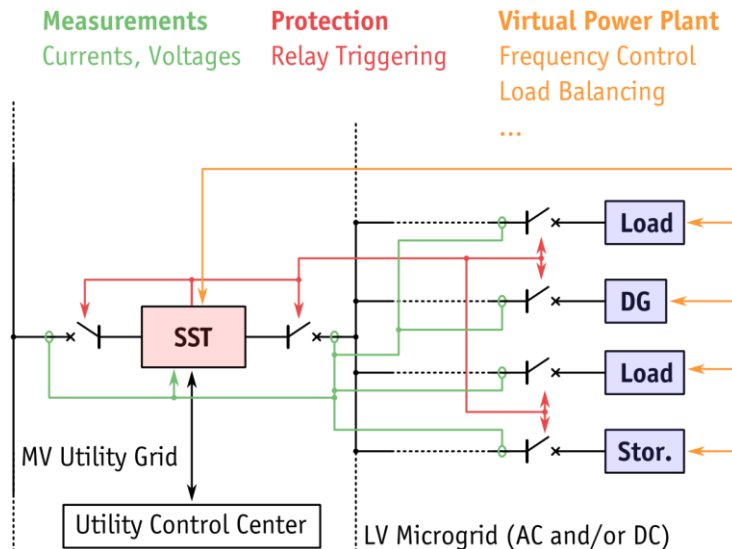 Measurements
Currents, Voltages
Protection
Relay Triggering
Virtual Power Plant
Frequency Control
Load Balancing
...
Load
DG
SST
Load
Stor.
MV Utility Grid
Utility Control Center
LV Microgrid (AC and/or DC)